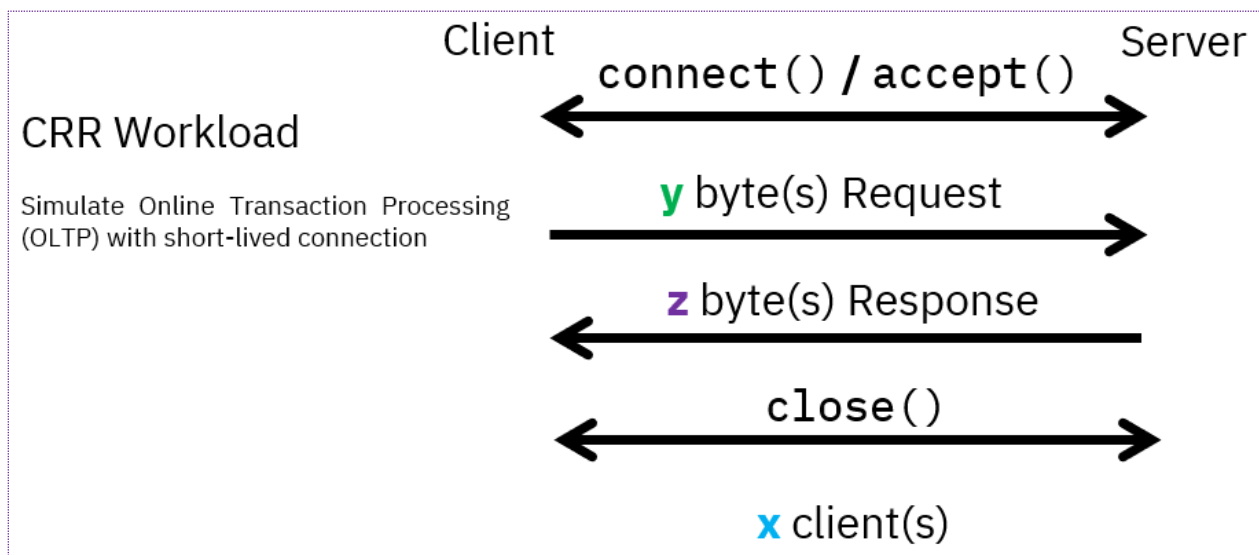 Client
Server
connect() / accept()
CRR Workload
y byte(s) Request
Simulate Online Transaction Processing
(OLTP) with short-lived connection
z byte(s) Response
close()
x client(s)